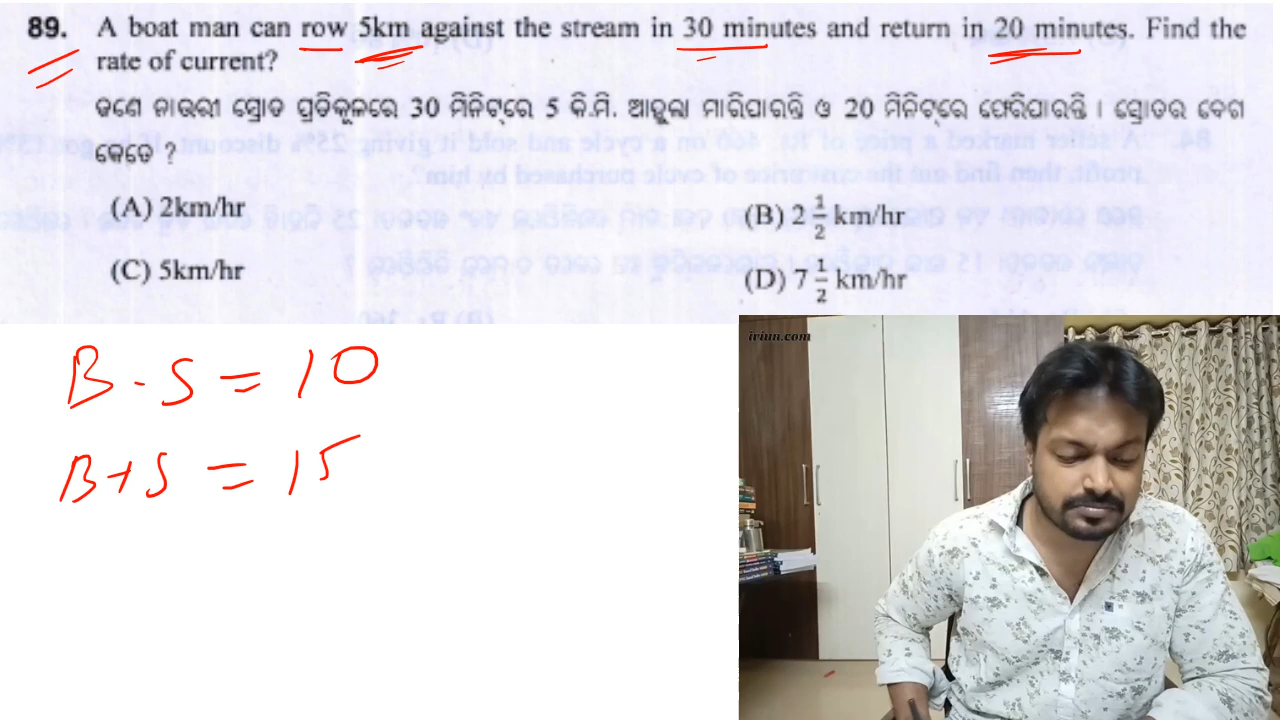 89. A boat man can row 5km against the stream in 30 minutes and return in 20 minutes. Find the
rate of current?
ଜଣେ ନାଉରୀ ସ୍ରୋତ ପ୍ରତିକୂଳରେ 30 ମିନିଟ୍‌ରେ 5 କି.ମି. ଆହୁଲା ମାରିପାରନ୍ତି ଓ 20 ମିନିଟ୍‌ରେ ଫେରିପାରନ୍ତି । ସ୍ରୋତର ବେଗ
କେତେ ?
(A) 2km/hr (B) 2 1/2 km/hr
(C) 5km/hr (D) 7 1/2 km/hr
iviun.com
B - S = 10
B + S = 15